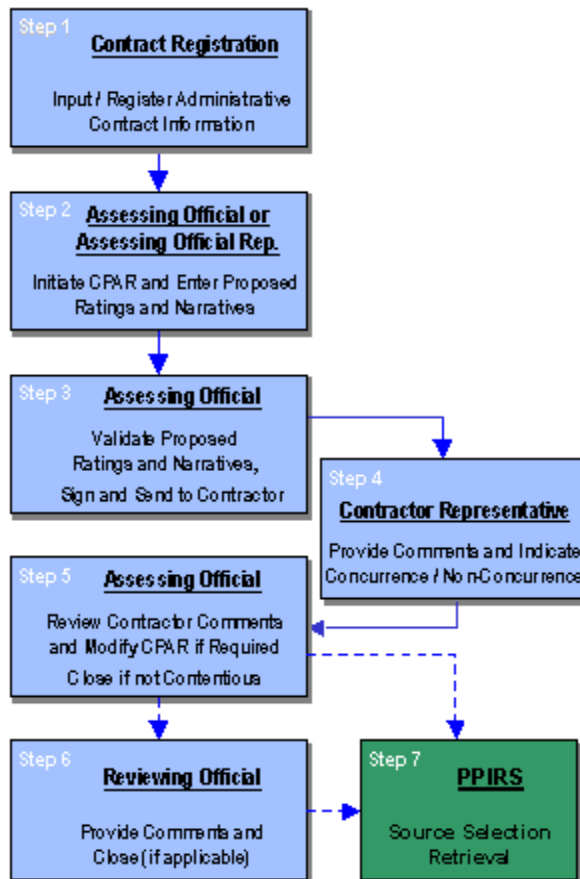 Step 1
Contract Registration
Input / Register Administrative
Contract Information
Step 2
Assessing Official or
Assessing Official Rep.
Initiate CPAR and Enter Proposed
Ratings and Narratives
Step 3
Assessing Official
Validate Proposed
Ratings and Narratives,
Sign and Send to Contractor
Step 4
Contractor Representative
Provide Comments and Indicate
Concurrence / Non-Concurrence
Step 5
Assessing Official
Review Contractor Comments
and Modify CPAR if Required
Close if not Contentious
Step 6
Reviewing Official
Provide Comments and
Close (if applicable)
Step 7
PPIRS
Source Selection
Retrieval